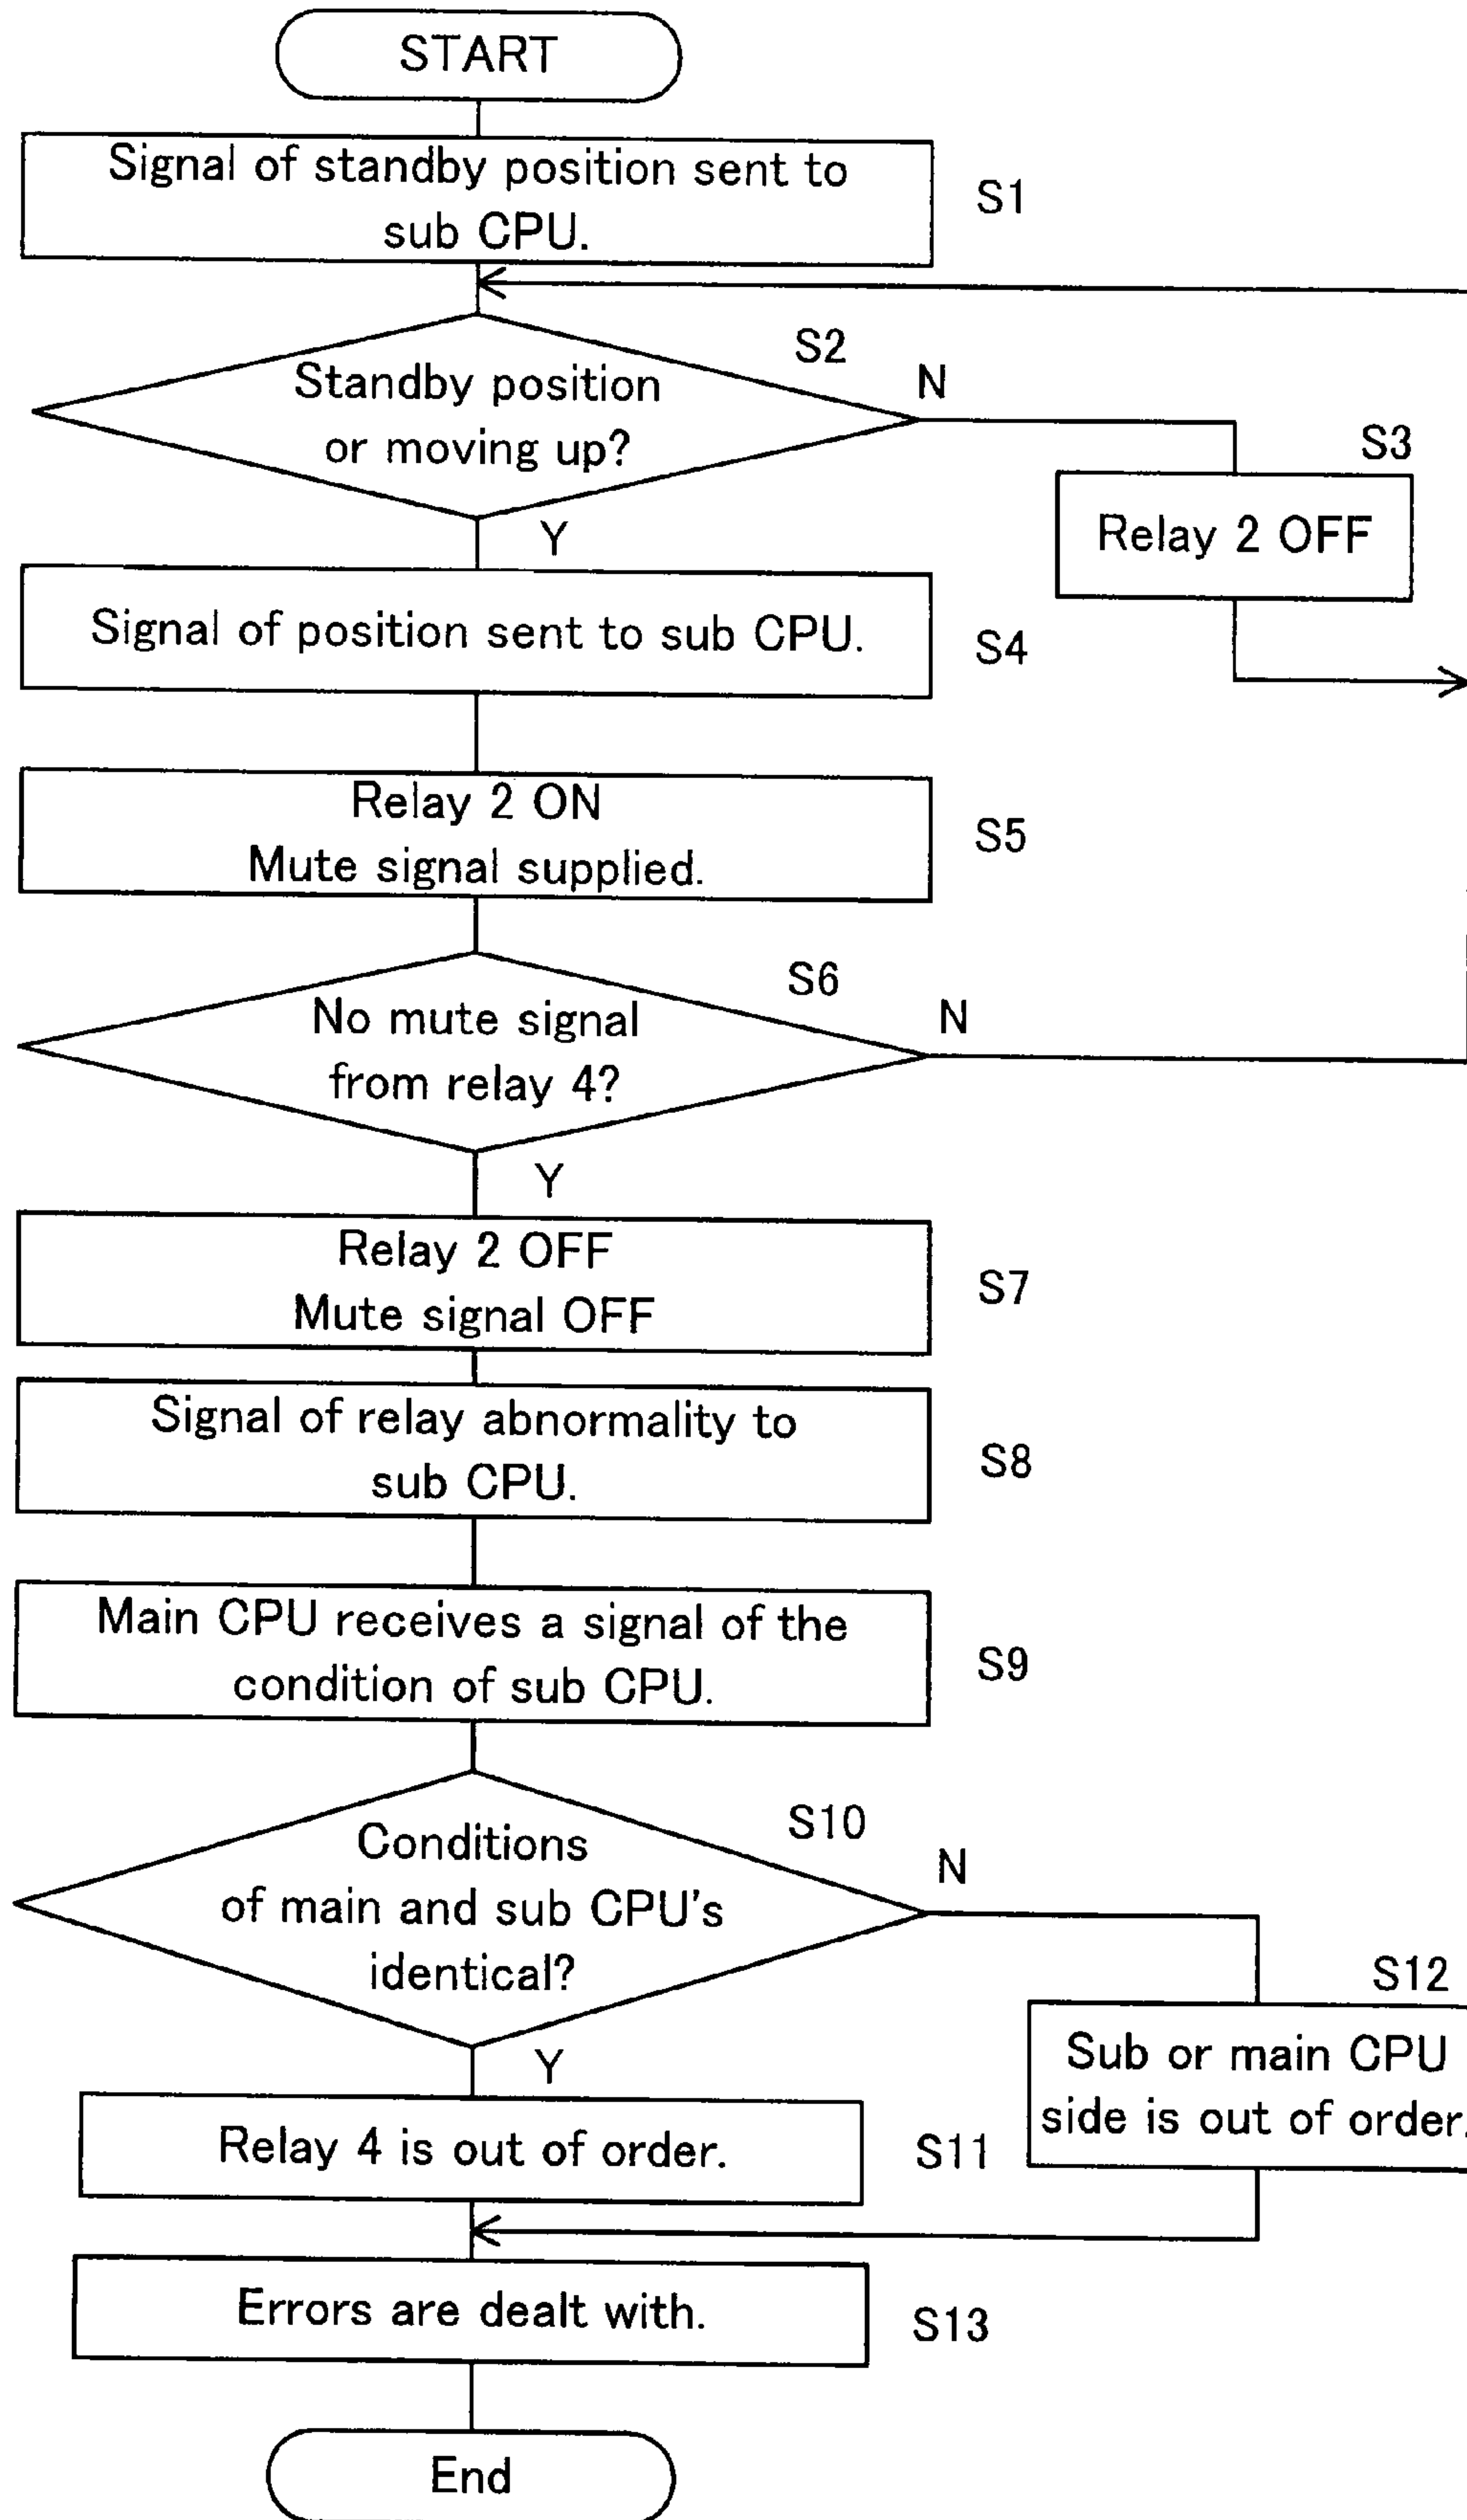 START
Signal of standby position sent to
sub CPU.
S1
S2
Standby position
or moving up?
N
S3
Relay 2 OFF
Y
Signal of position sent to sub CPU.
S4
Relay 2 ON
Mute signal supplied.
S5
S6
No mute signal
from relay 4?
N
Y
Relay 2 OFF
Mute signal OFF
S7
Signal of relay abnormality to
sub CPU.
S8
Main CPU receives a signal of the
condition of sub CPU.
S9
S10
Conditions
of main and sub CPU's
identical?
N
S12
Sub or main CPU
side is out of order.
Y
Relay 4 is out of order.
S11
Errors are dealt with.
S13
End